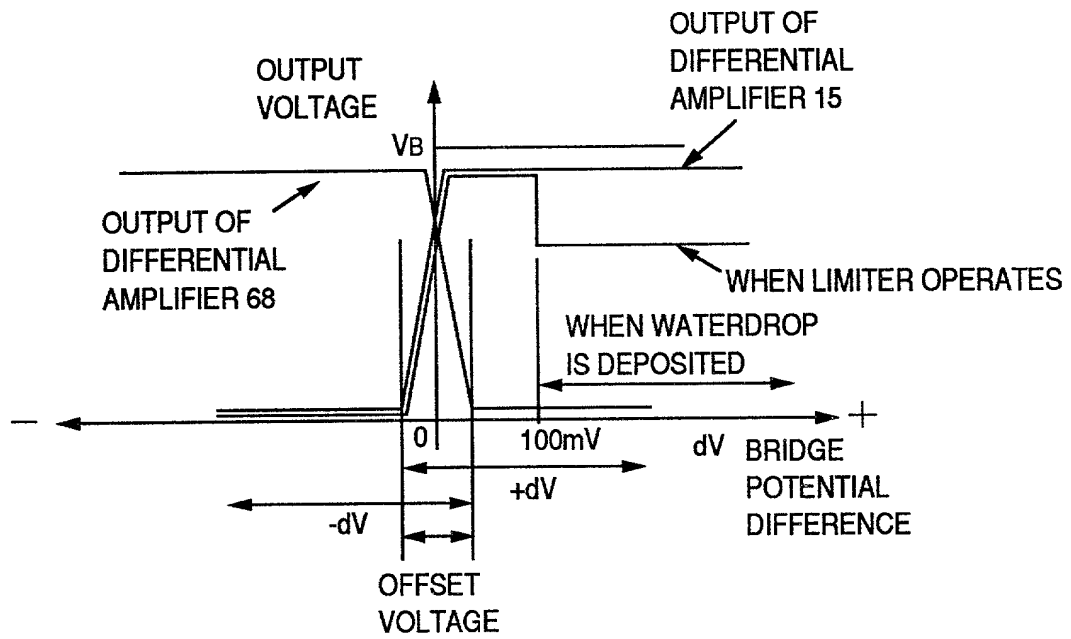 OUTPUT OF
DIFFERENTIAL
AMPLIFIER 15
OUTPUT
VOLTAGE
VB
OUTPUT OF
DIFFERENTIAL
AMPLIFIER 68
WHEN LIMITER OPERATES
WHEN WATERDROP
IS DEPOSITED
−
+
0
100mV
dV
BRIDGE
POTENTIAL
DIFFERENCE
+dV
-dV
OFFSET
VOLTAGE